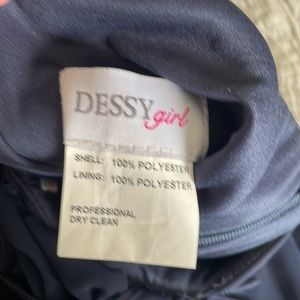 DESSY girl
SHELL: 100% POLYESTER
LINING: 100% POLYESTER
PROFESSIONAL
DRY CLEAN